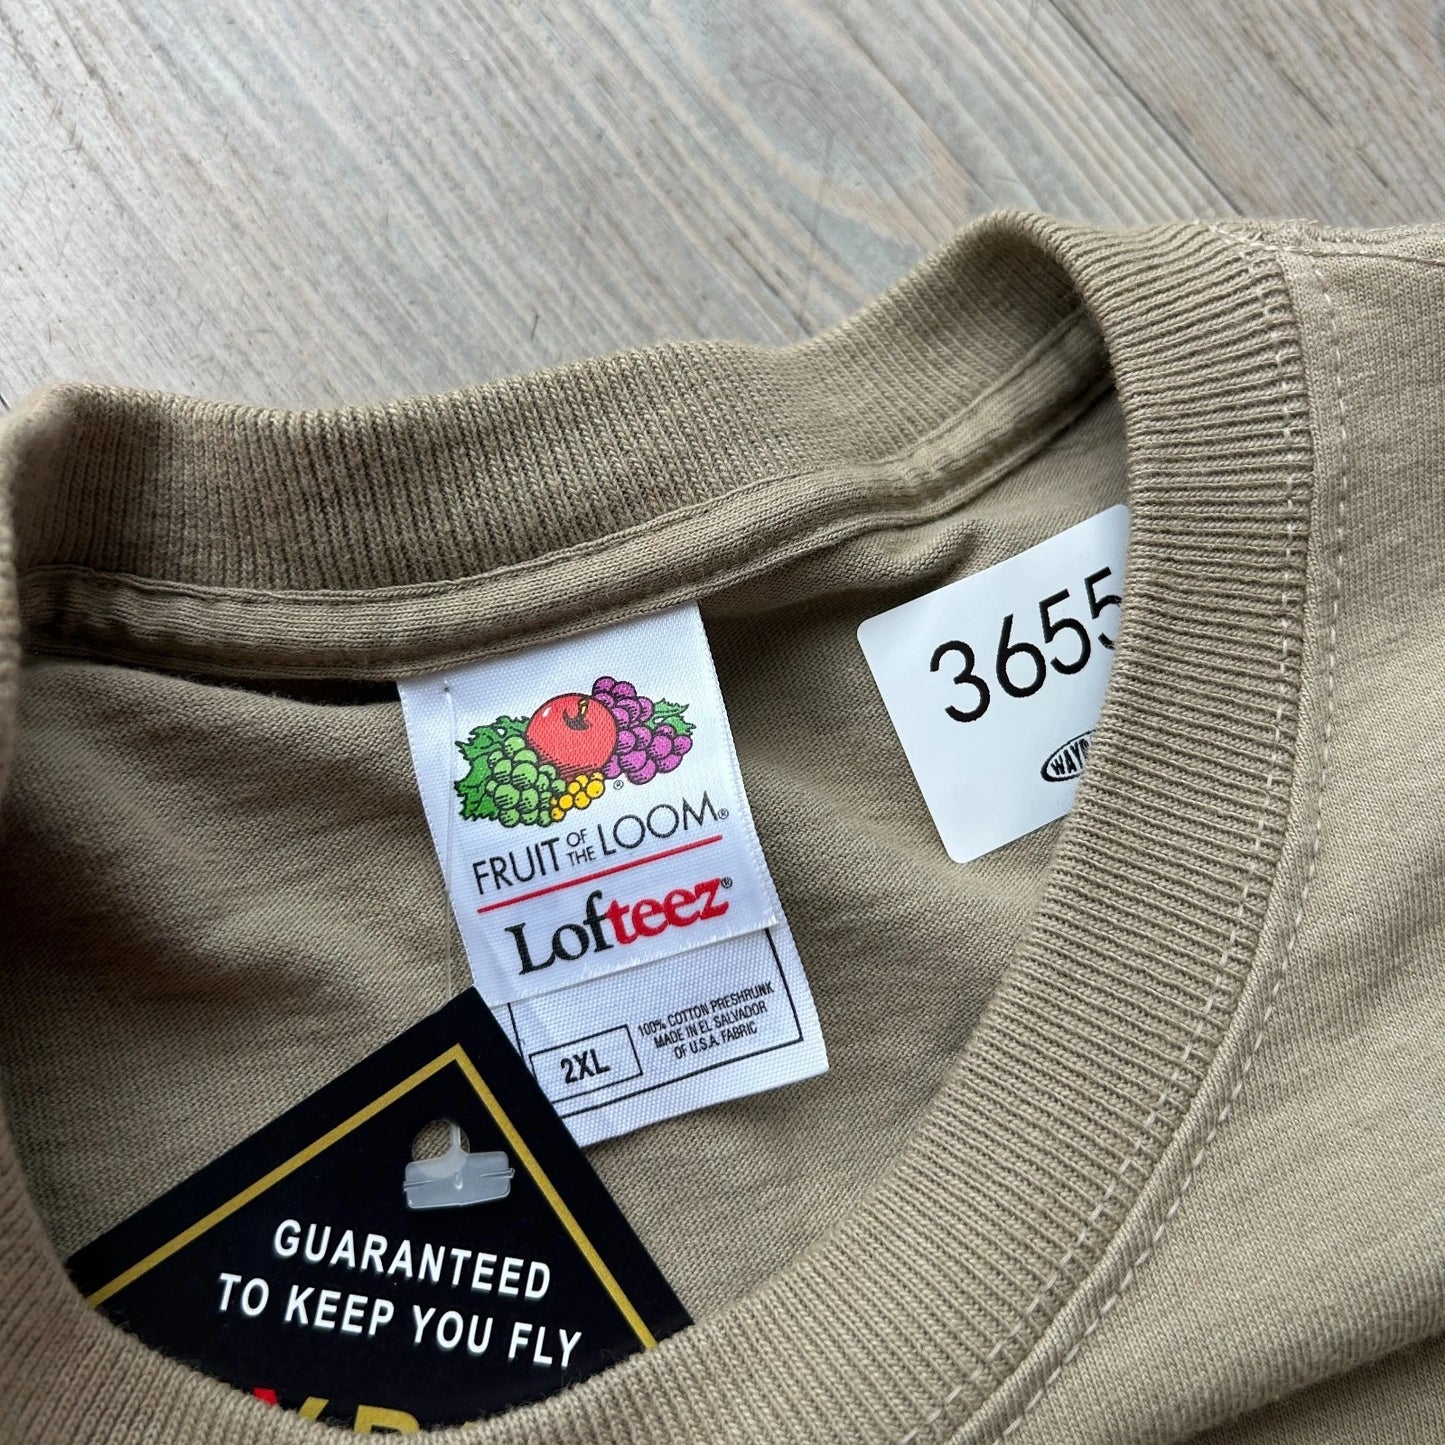 3655
FRUIT OF THE LOOM®
Lofteez®
2XL
100% COTTON PRESHRUNK
MADE IN EL SALVADOR
OF U.S.A. FABRIC
GUARANTEED
TO KEEP YOU FLY